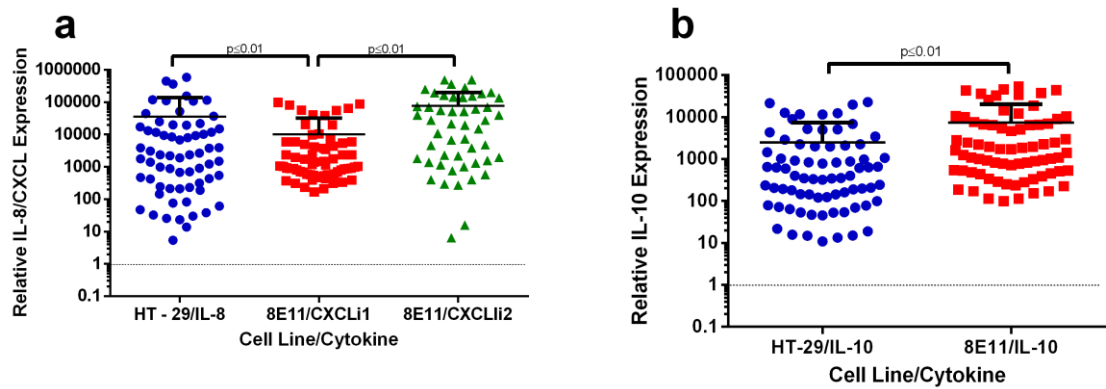 a
p≤0.01
p≤0.01
Relative IL-8/CXCL Expression
1000000
100000
10000
1000
100
10
1
0.1
HT - 29/IL-8
8E11/CXCLi1
8E11/CXCLIi2
Cell Line/Cytokine
b
p≤0.01
Relative IL-10 Expression
100000
10000
1000
100
10
1
0.1
HT-29/IL-10
8E11/IL-10
Cell Line/Cytokine